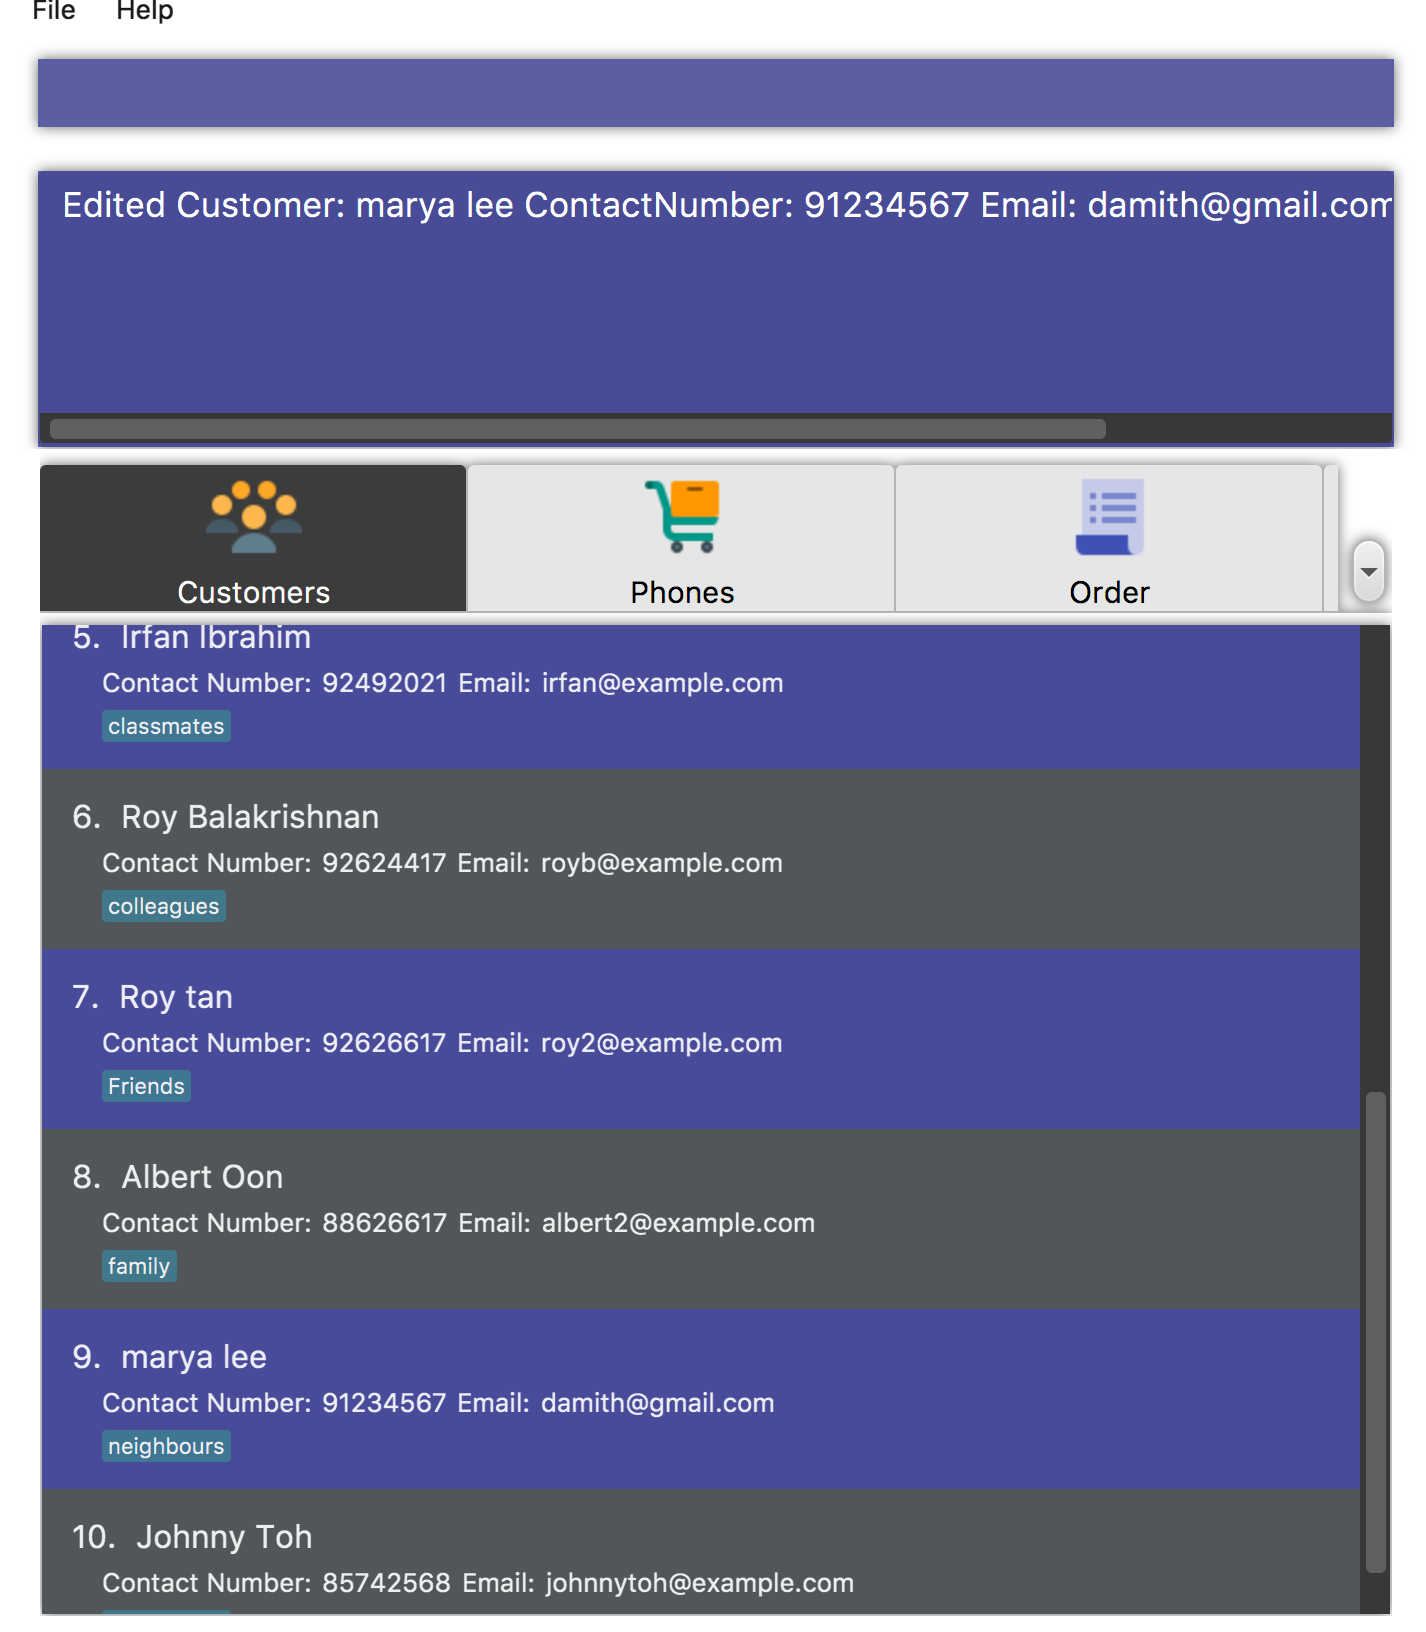 File Help
Edited Customer: marya lee ContactNumber: 91234567 Email: damith@gmail.com
Customers Phones Order
5. Irfan Ibrahim
Contact Number: 92492021 Email: irfan@example.com
classmates
6. Roy Balakrishnan
Contact Number: 92624417 Email: royb@example.com
colleagues
7. Roy tan
Contact Number: 92626617 Email: roy2@example.com
Friends
8. Albert Oon
Contact Number: 88626617 Email: albert2@example.com
family
9. marya lee
Contact Number: 91234567 Email: damith@gmail.com
neighbours
10. Johnny Toh
Contact Number: 85742568 Email: johnnytoh@example.com